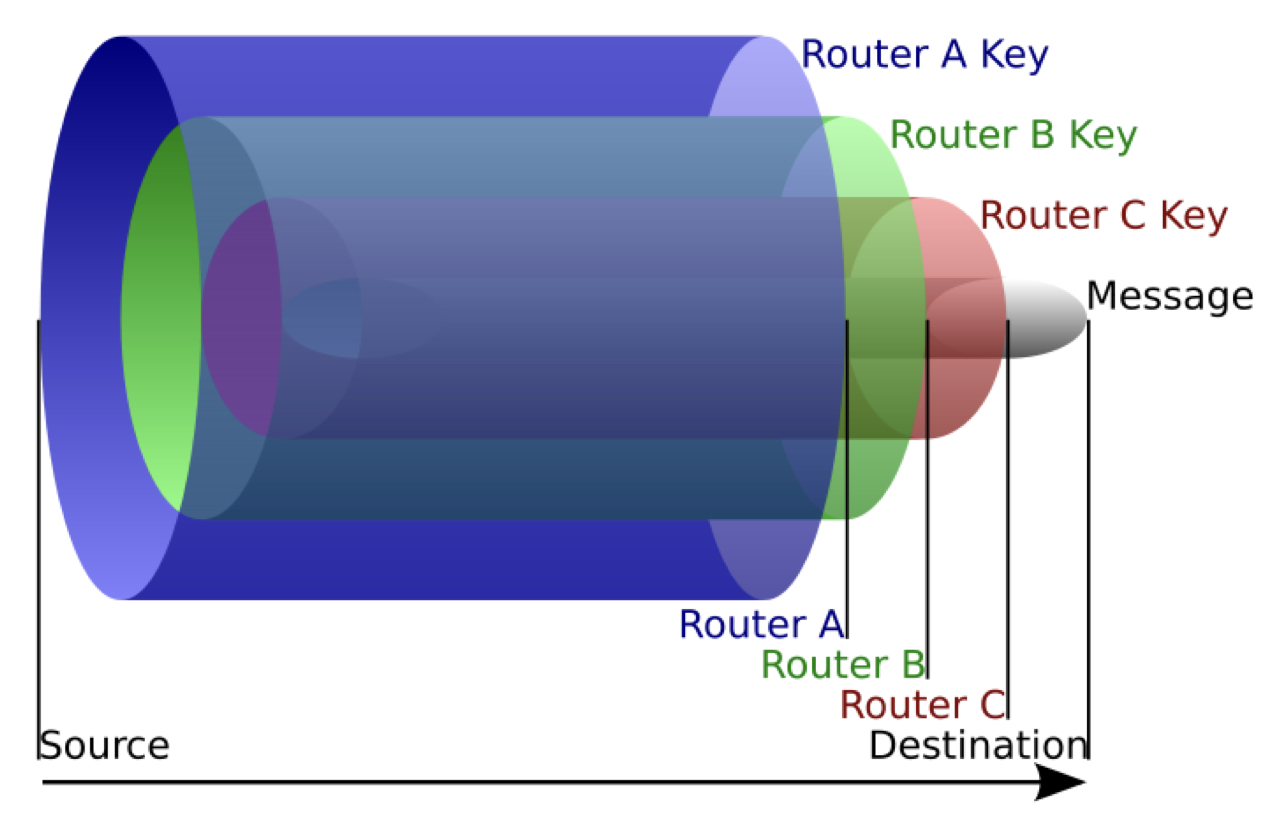 Router A Key
Router B Key
Router C Key
Message
Router A
Router B
Router C
Source
Destination